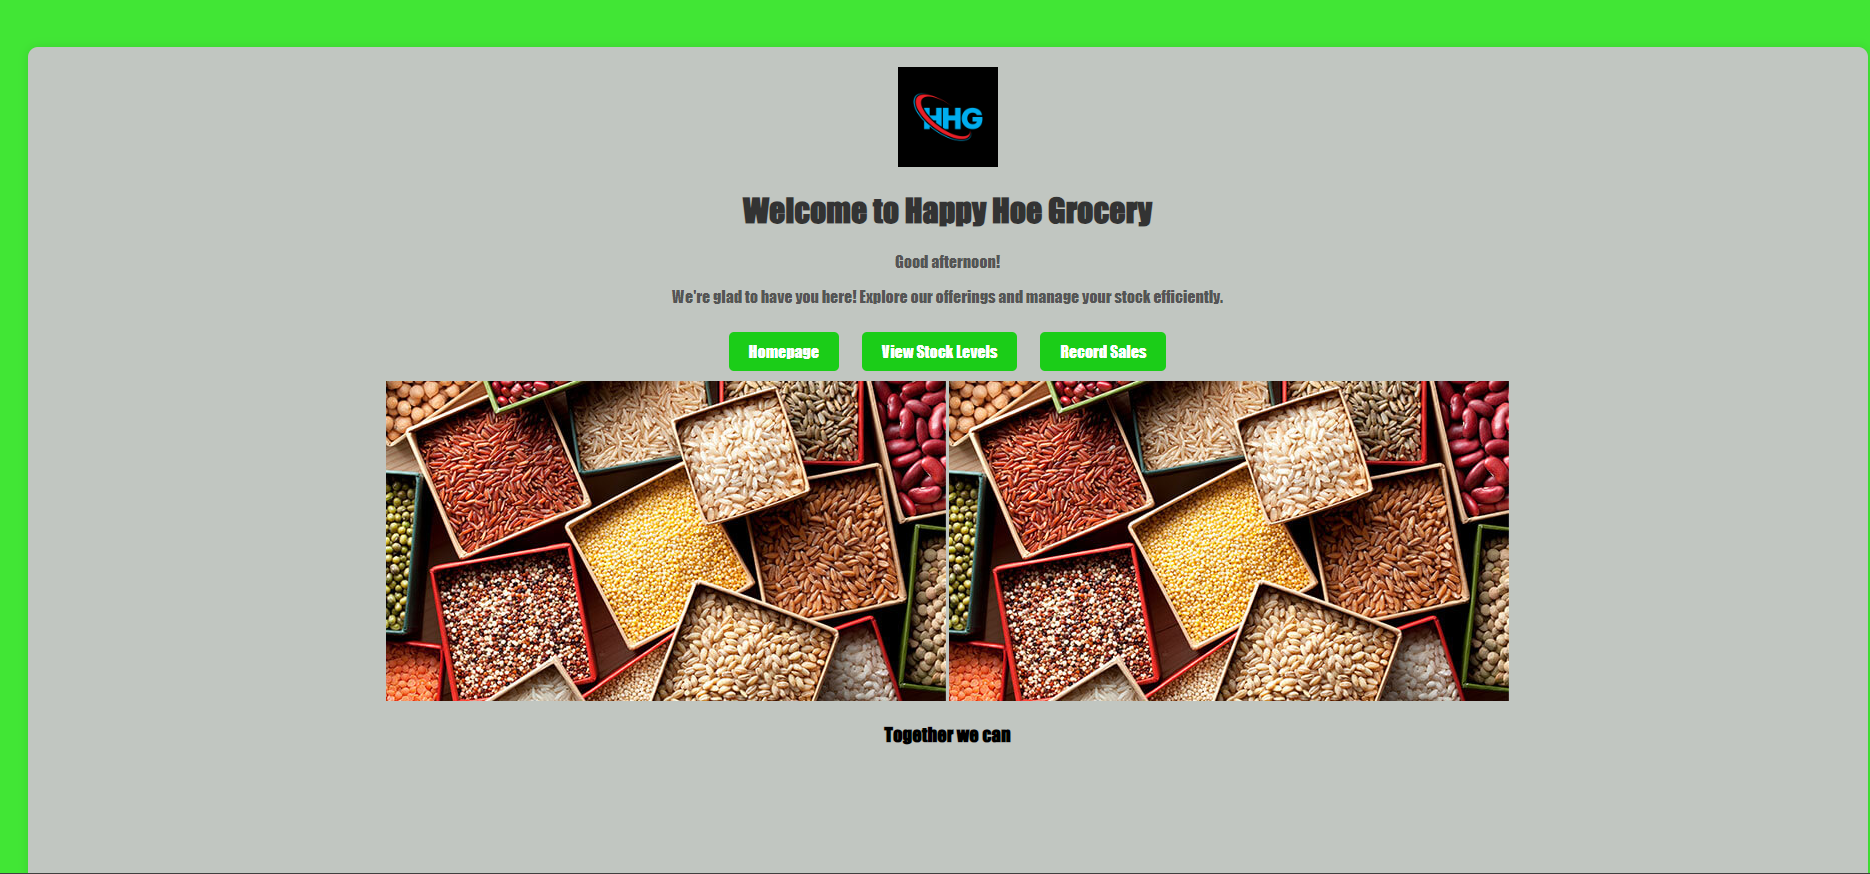 HHG
Welcome to Happy Hoe Grocery
Good afternoon!
We're glad to have you here! Explore our offerings and manage your stock efficiently.
Homepage
View Stock Levels
Record Sales
Together we can